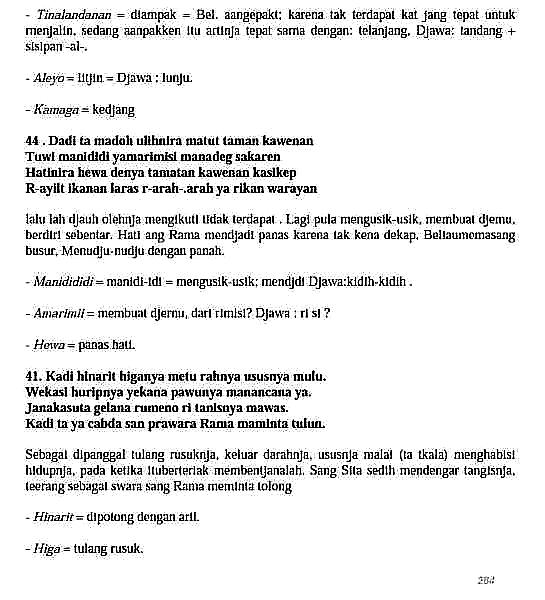 - Tinalandanan = diampak = Bel. aangepakt; karena tak terdapat kat jang tepat untuk
menjalin, sedang aanpakken itu artinja tepat sama dengan: telanjang, Djawa: tandang +
sisipan -al-.
- Aleyo = litjin = Djawa : lunju.
- Kamaga = kedjang
44 . Dadi ta madoh ulihnira matut taman kawenan
Tuwi manididi yamarimisi manadeg sakaren
Hatinira hewa denya tamatan kawenan kasikep
R-ayilt ikanan laras r-arah-.arah ya rikan warayan
lalu lah djauh olehnja mengikuti tidak terdapat . Lagi pula mengusik-usik, membuat djemu,
berdiri sebentar. Hati ang Rama mendjadi panas karena tak kena dekap. Beliaumemasang
busur, Menudju-nudju dengan panah.
- Manidididi = manidi-idi = mengusik-usik; mendjdi Djawa:kidih-kidih .
- Amarimii = membuat djernu, dari rimisi? Djawa : ri si ?
- Hewa = panas hati.
41. Kadi hinarit higanya metu rahnya ususnya mulu.
Wekasi huripnya yekana pawunya manancana ya.
Janakasuta gelana rumeno ri tanisnya mawas.
Kadi ta ya cabda san prawara Rama maminta tulun.
Sebagai dipanggal tulang rusuknja, keluar darahnja, ususnja malai (ta tkala) menghabisi
hidupnja, pada ketika ituberteriak membentjanalah. Sang Sita sedih mendengar tangisnja,
teerang sebagai swara sang Rama meminta tolong
- Hinarit = dipotong dengan arit.
- Higa = tulang rusuk.